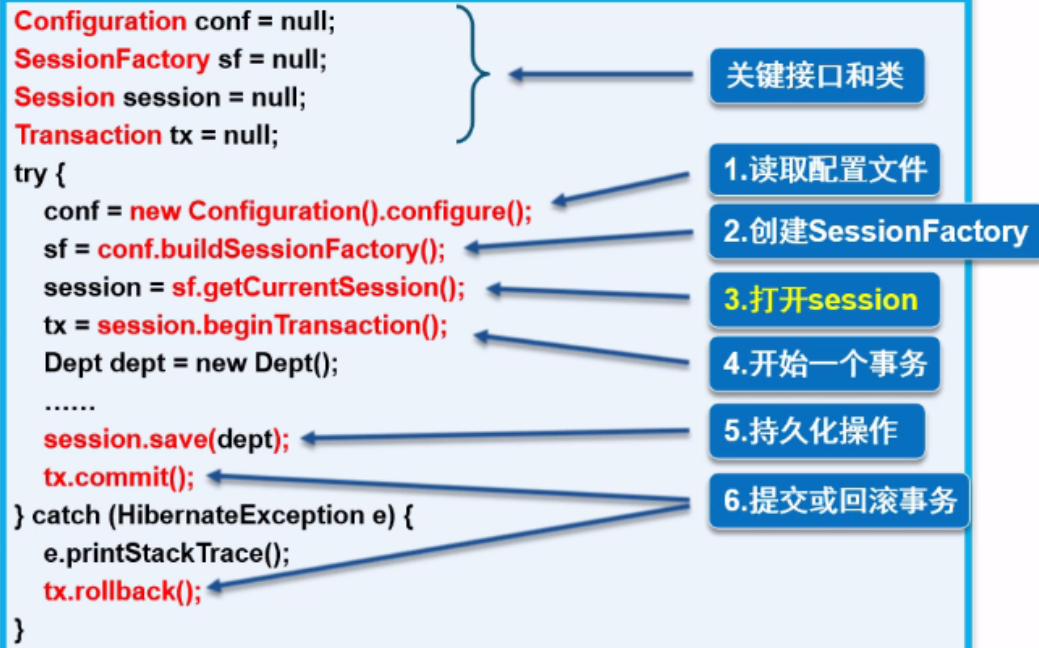 Configuration conf = null;
SessionFactory sf = null;
Session session = null;
Transaction tx = null;
关键接口和类
try {
1.读取配置文件
conf = new Configuration().configure();
2.创建SessionFactory
sf = conf.buildSessionFactory();
session = sf.getCurrentSession();
3.打开session
tx = session.beginTransaction();
Dept dept = new Dept();
4.开始一个事务
......
session.save(dept);
5.持久化操作
tx.commit();
6.提交或回滚事务
} catch (HibernateException e) {
e.printStackTrace();
tx.rollback();
}